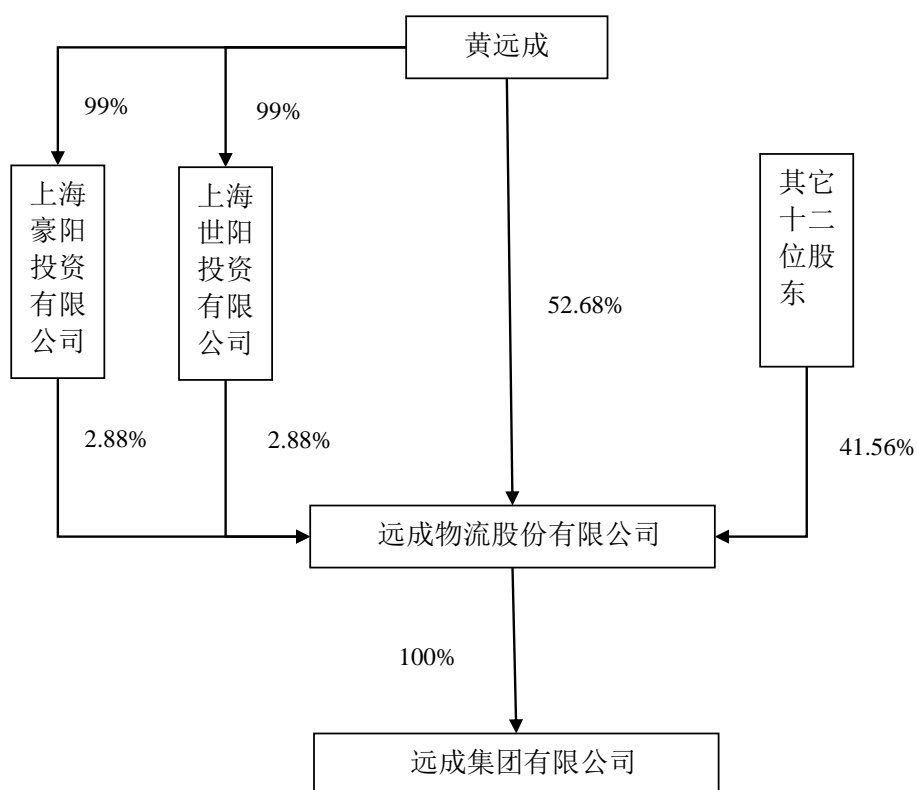 黄远成
99%
99%
上海
豪阳
投资
有限
公司
上海
世阳
投资
有限
公司
其它
十二
位股
东
52.68%
2.88%
2.88%
41.56%
远成物流股份有限公司
100%
远成集团有限公司